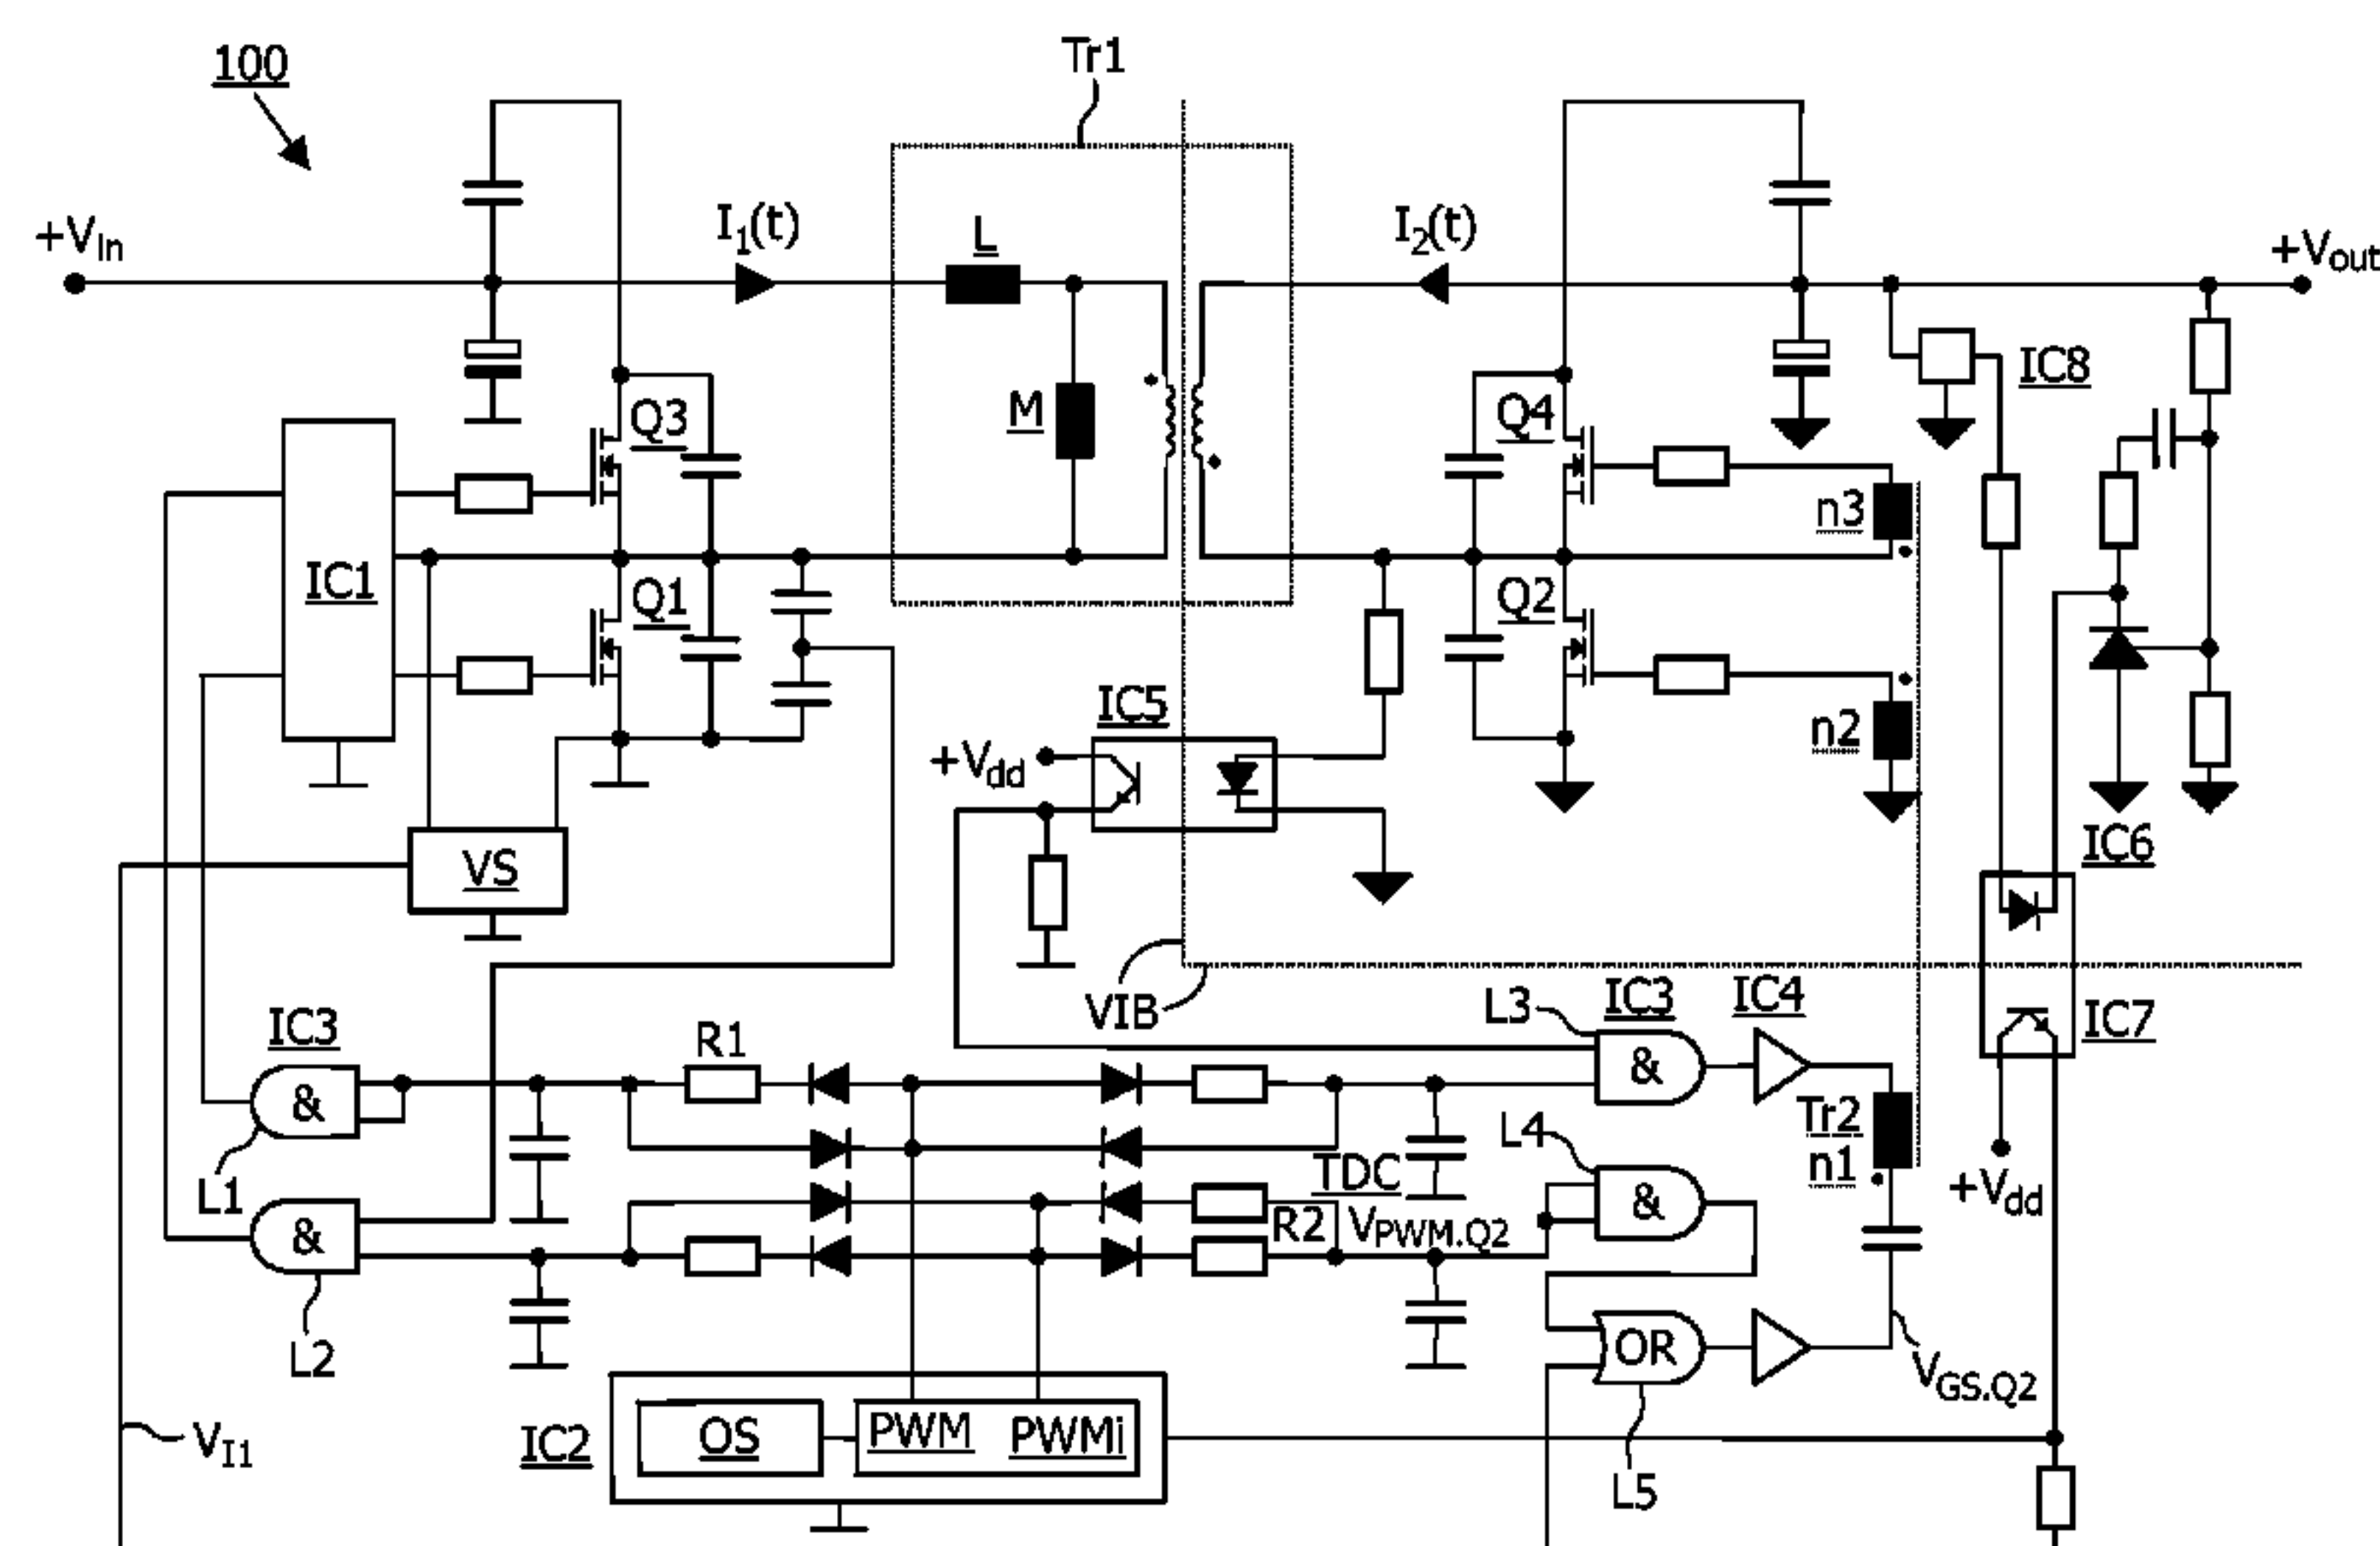 100
Tr1
+VIn
I1(t)
L
I2(t)
+Vout
IC8
Q3
M
Q4
n3
IC1
Q1
Q2
n2
IC5
+Vdd
VS
IC6
VIB
L3
IC3
IC4
IC7
IC3
R1
&
&
Tr2
n1
L4
TDC
+Vdd
L1
&
&
R2
VPWM.Q2
L2
OR
VGS.Q2
IC2
OS
PWM
PWMi
VI1
L5